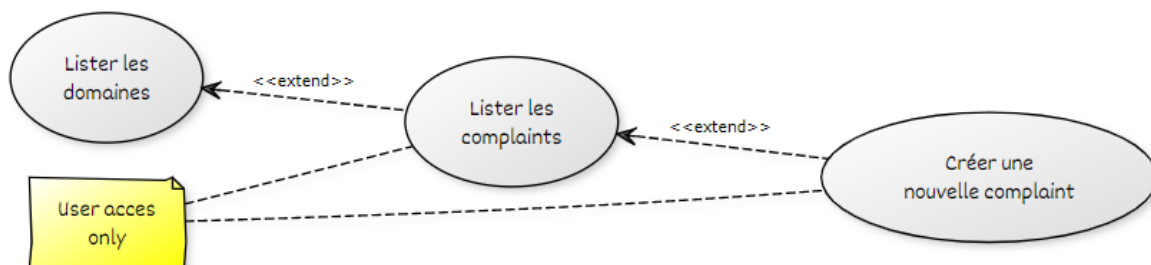 Lister les
domaines
<<extend>>
Lister les
complaints
<<extend>>
Créer une
nouvelle complaint
User acces
only